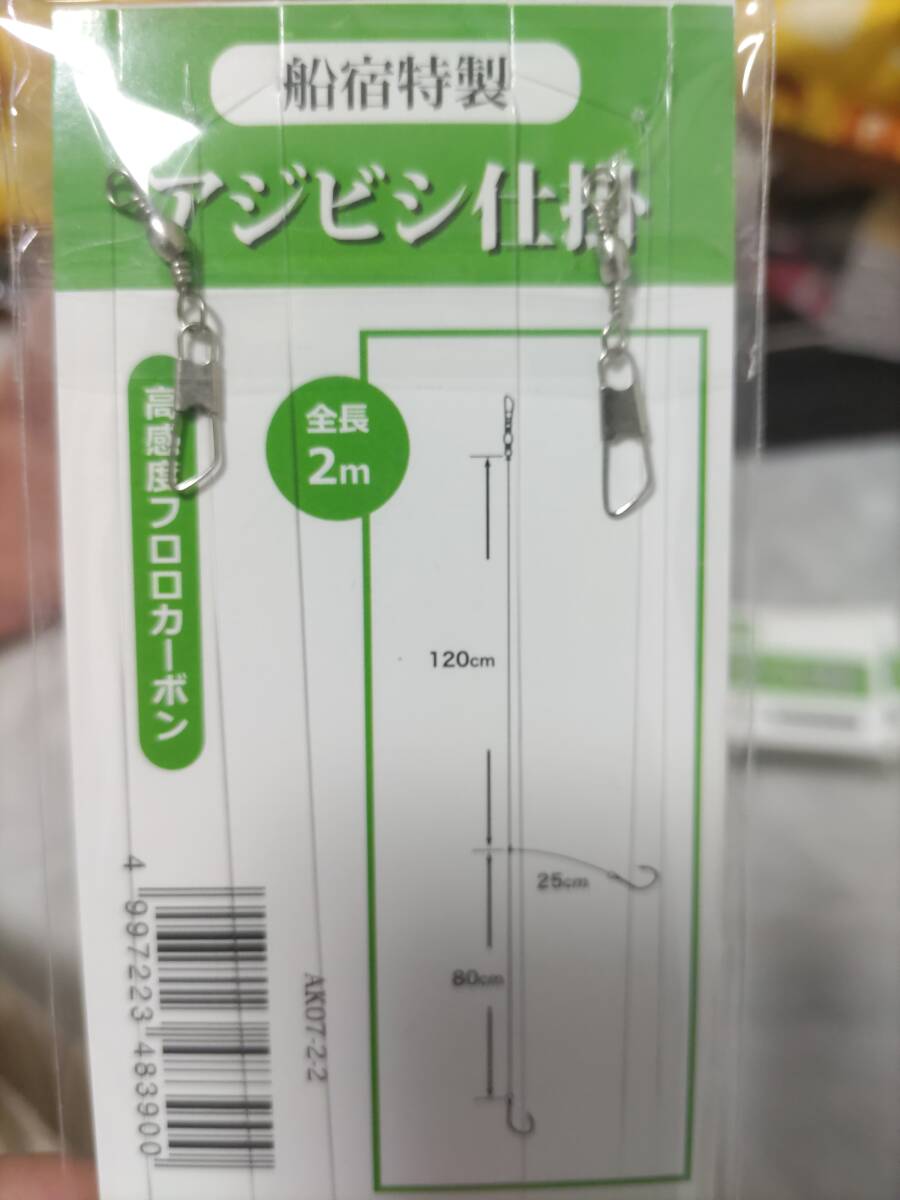 船宿特製
アジビシ仕掛
高感度フロロカーボン
全長
2m
120cm
25cm
80cm
4 997223 483900
AK07-2-2